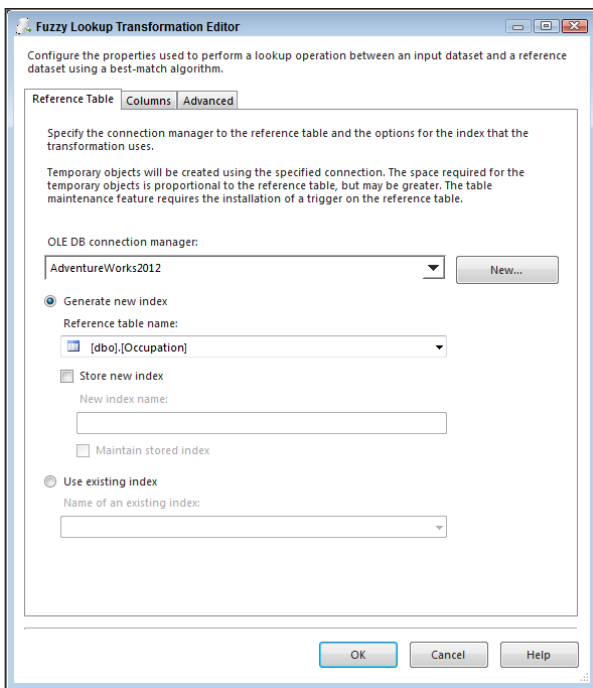 Fuzzy Lookup Transformation Editor
Configure the properties used to perform a lookup operation between an input dataset and a reference
dataset using a best-match algorithm.
Reference Table Columns Advanced
Specify the connection manager to the reference table and the options for the index that the
transformation uses.
Temporary objects will be created using the specified connection. The space required for the
temporary objects is proportional to the reference table, but may be greater. The table
maintenance feature requires the installation of a trigger on the reference table.
OLE DB connection manager:
AdventureWorks2012 New...
Generate new index
Reference table name:
[dbo].[Occupation]
Store new index
New index name:
Maintain stored index
Use existing index
Name of an existing index:
OK Cancel Help